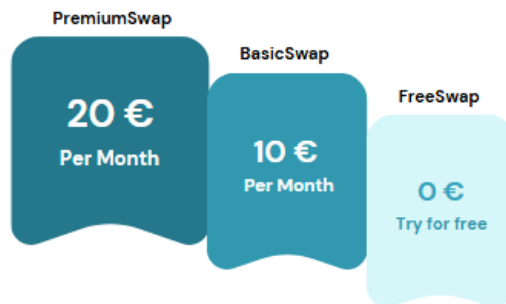 PremiumSwap
20 €
Per Month
BasicSwap
10 €
Per Month
FreeSwap
0 €
Try for free